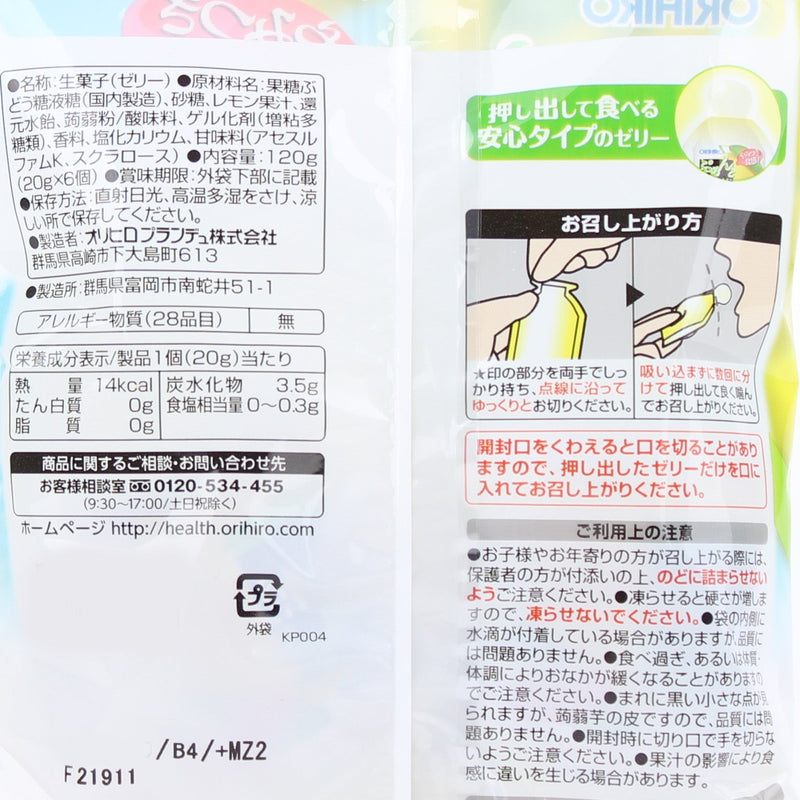 ORIHIRO
●名称:生菓子(ゼリー) ●原材料名:果糖ぶ
どう糖液糖(国内製造)、砂糖、レモン果汁、還
元水飴、蒟蒻粉/酸味料、ゲル化剤(増粘多
糖類)、香料、塩化カリウム、甘味料(アセスル
ファムK、スクラロース) ●内容量:120g
(20g×6個) ●賞味期限:外袋下部に記載
●保存方法:直射日光、高温多湿をさけ、涼
しい所で保存してください。
●製造者:オリヒロプランデュ株式会社
群馬県高崎市下大島町613
●製造所:群馬県富岡市南蛇井51-1
アレルギー物質(28品目) 無
栄養成分表示/製品1個(20g)当たり
熱量 14kcal 炭水化物 3.5g
たん白質 0g 食塩相当量 0〜0.3g
脂質 0g
商品に関するご相談・お問い合わせ先
お客様相談室 0120-534-455
(9:30〜17:00/土日祝除く)
ホームページ http://health.orihiro.com
プラ
外袋 KP004
/B4/+MZ2
F21911
押し出して食べる
安心タイプのゼリー
お召し上がり方
★印の部分を両手でしっ
かり持ち、点線に沿って
ゆっくりとお切りください。
吸い込まずに数回に分
けて押し出して良く噛ん
でお召し上がりください。
開封口をくわえると口を切ることがあり
ますので、押し出したゼリーだけを口に
入れてお召し上がりください。
ご利用上の注意
●お子様やお年寄りの方が召し上がる際には、
保護者の方が付添いの上、のどに詰まらせない
ようご注意ください。●凍らせると硬さが増しま
すので、凍らせないでください。●袋の内側に
水滴が付着している場合がありますが、品質に
は問題ありません。●食べ過ぎ、あるいは体質・
体調によりおなかが緩くなることがありますの
でご注意ください。●まれに黒い小さな点が見
られますが、蒟蒻芋の皮ですので、品質には問
題ありません。●開封時に切り口で手を切らな
いようご注意ください。●果汁の影響により食
感に違いを生じる場合があります。